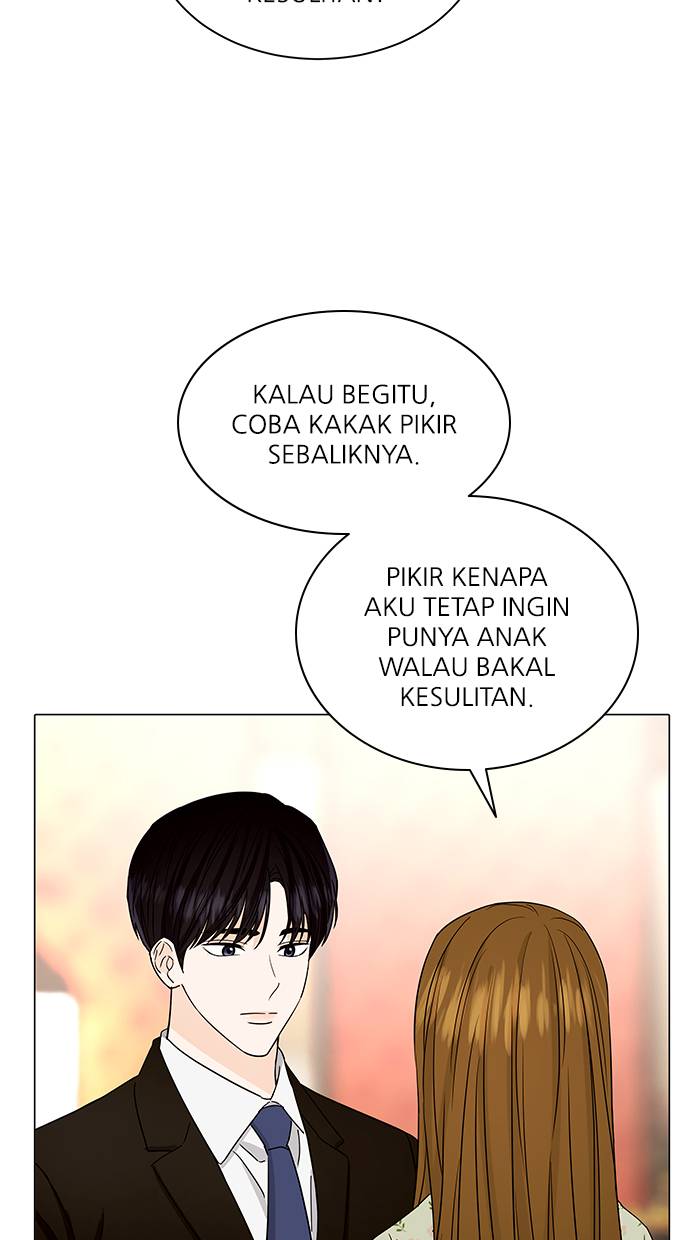 KALAU BEGITU,
COBA KAKAK PIKIR
SEBALIKNYA.
PIKIR KENAPA
AKU TETAP INGIN
PUNYA ANAK
WALAU BAKAL
KESULITAN.